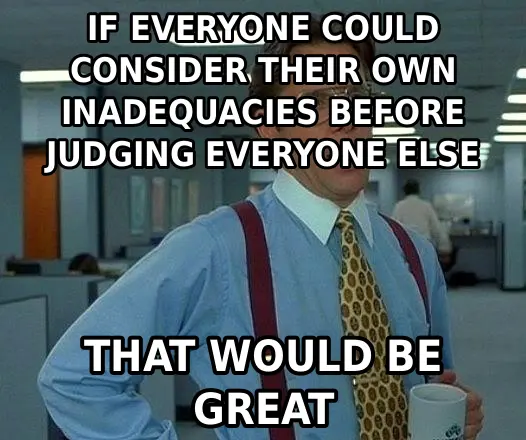 IF EVERYONE COULD
CONSIDER THEIR OWN
INADEQUACIES BEFORE
JUDGING EVERYONE ELSE
THAT WOULD BE
GREAT